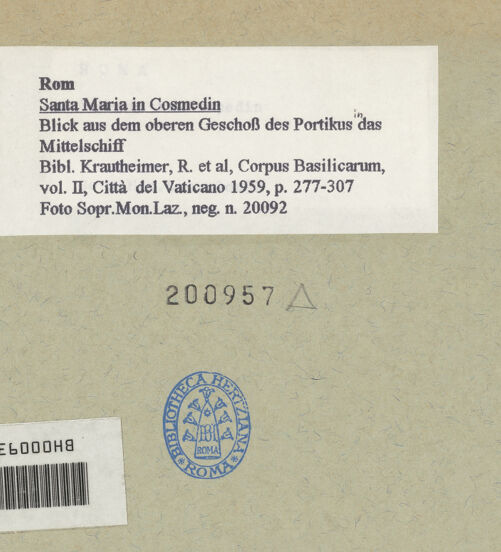 Rom
Santa Maria in Cosmedin
in
Blick aus dem oberen Geschoß des Portikus das
Mittelschiff
Bibl. Krautheimer, R. et al, Corpus Basilicarum,
vol. II, Città del Vaticano 1959, p. 277-307
Foto Sopr.Mon.Laz., neg. n. 20092
200957
BIBLIOTHECA HERTZIANA
BH
ROMA
* ROMA *